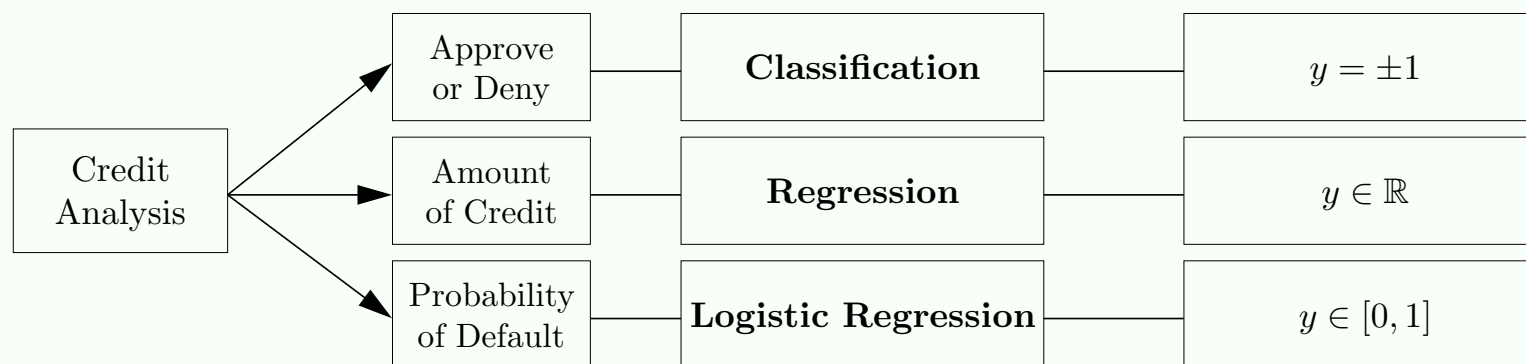 Credit
Analysis
Approve
or Deny
Classification
y = ±1
Amount
of Credit
Regression
y ∈ ℝ
Probability
of Default
Logistic Regression
y ∈ [0, 1]